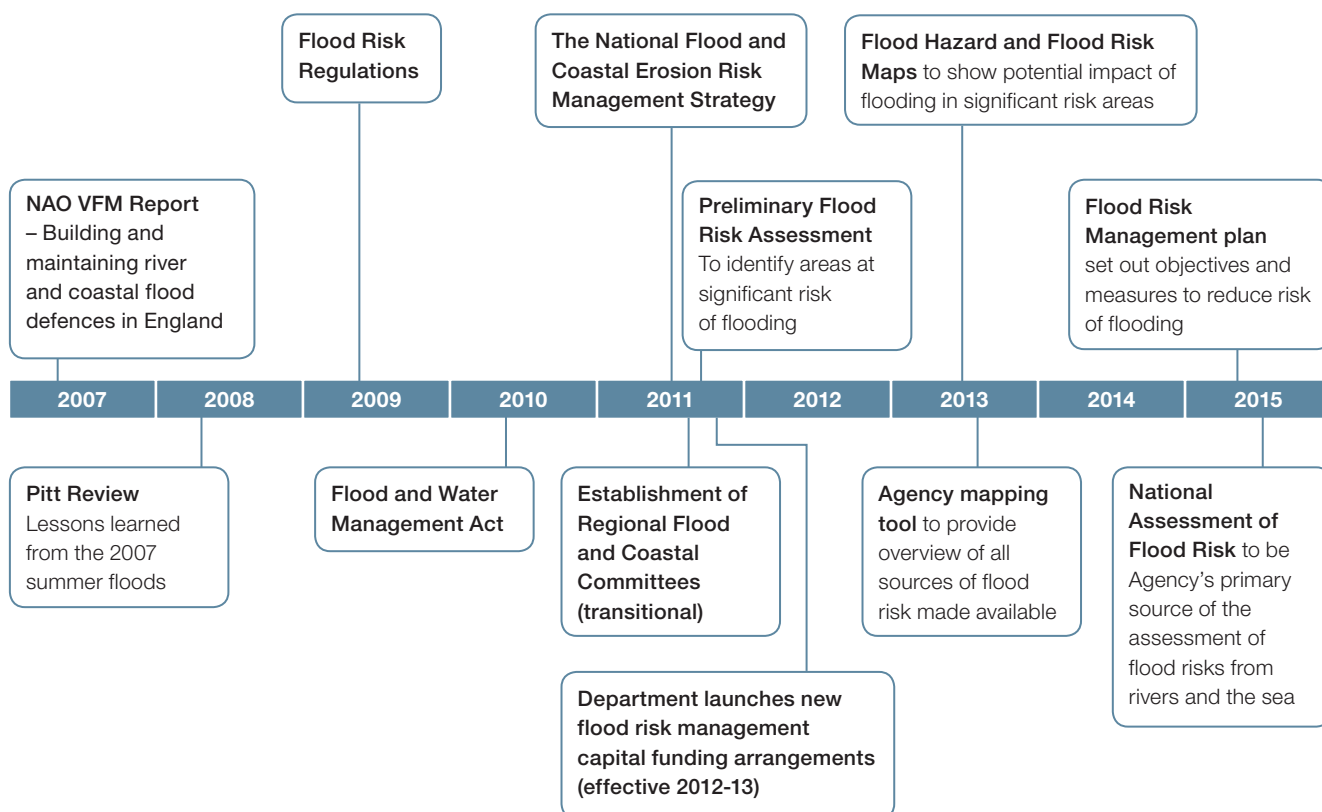 Flood Risk
Regulations
The National Flood and
Coastal Erosion Risk
Management Strategy
Flood Hazard and Flood Risk
Maps to show potential impact of
flooding in significant risk areas
NAO VFM Report
– Building and
maintaining river
and coastal flood
defences in England
Preliminary Flood
Risk Assessment
To identify areas at
significant risk
of flooding
Flood Risk
Management plan
set out objectives and
measures to reduce risk
of flooding
2007 2008 2009 2010 2011 2012 2013 2014 2015
Pitt Review
Lessons learned
from the 2007
summer floods
Flood and Water
Management Act
Establishment of
Regional Flood
and Coastal
Committees
(transitional)
Agency mapping
tool to provide
overview of all
sources of flood
risk made available
National
Assessment of
Flood Risk to be
Agency’s primary
source of the
assessment of
flood risks from
rivers and the sea
Department launches new
flood risk management
capital funding arrangements
(effective 2012-13)